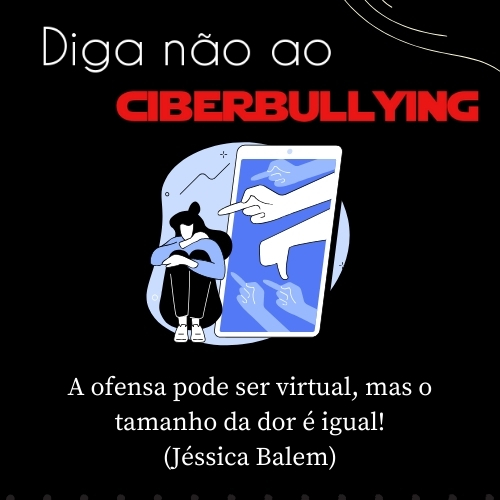 Diga não ao
CIBERBULLYING
A ofensa pode ser virtual, mas o
tamanho da dor é igual!
(Jéssica Balem)